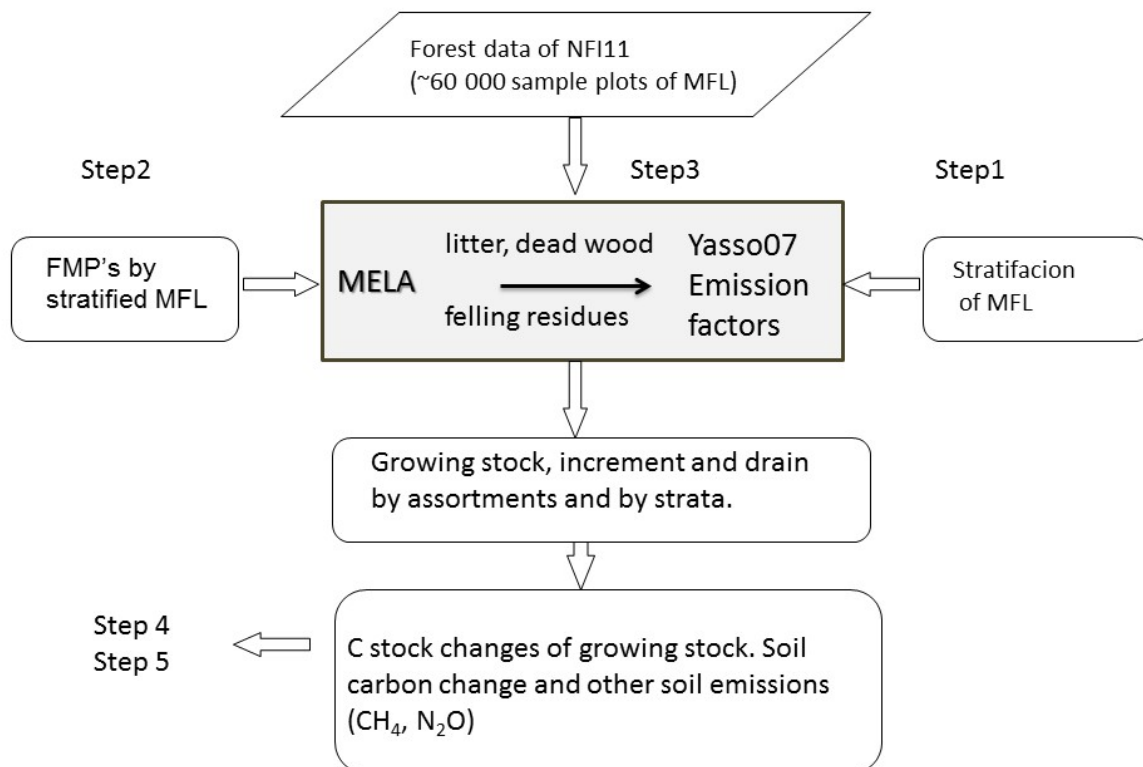 Forest data of NFI11
(~60 000 sample plots of MFL)
Step2
Step3
Step1
FMP's by
stratified MFL
MELA
litter, dead wood
felling residues
Yasso07
Emission
factors
Stratifacion
of MFL
Growing stock, increment and drain
by assortments and by strata.
Step 4
Step 5
C stock changes of growing stock. Soil
carbon change and other soil emissions
(CH₄, N₂O)